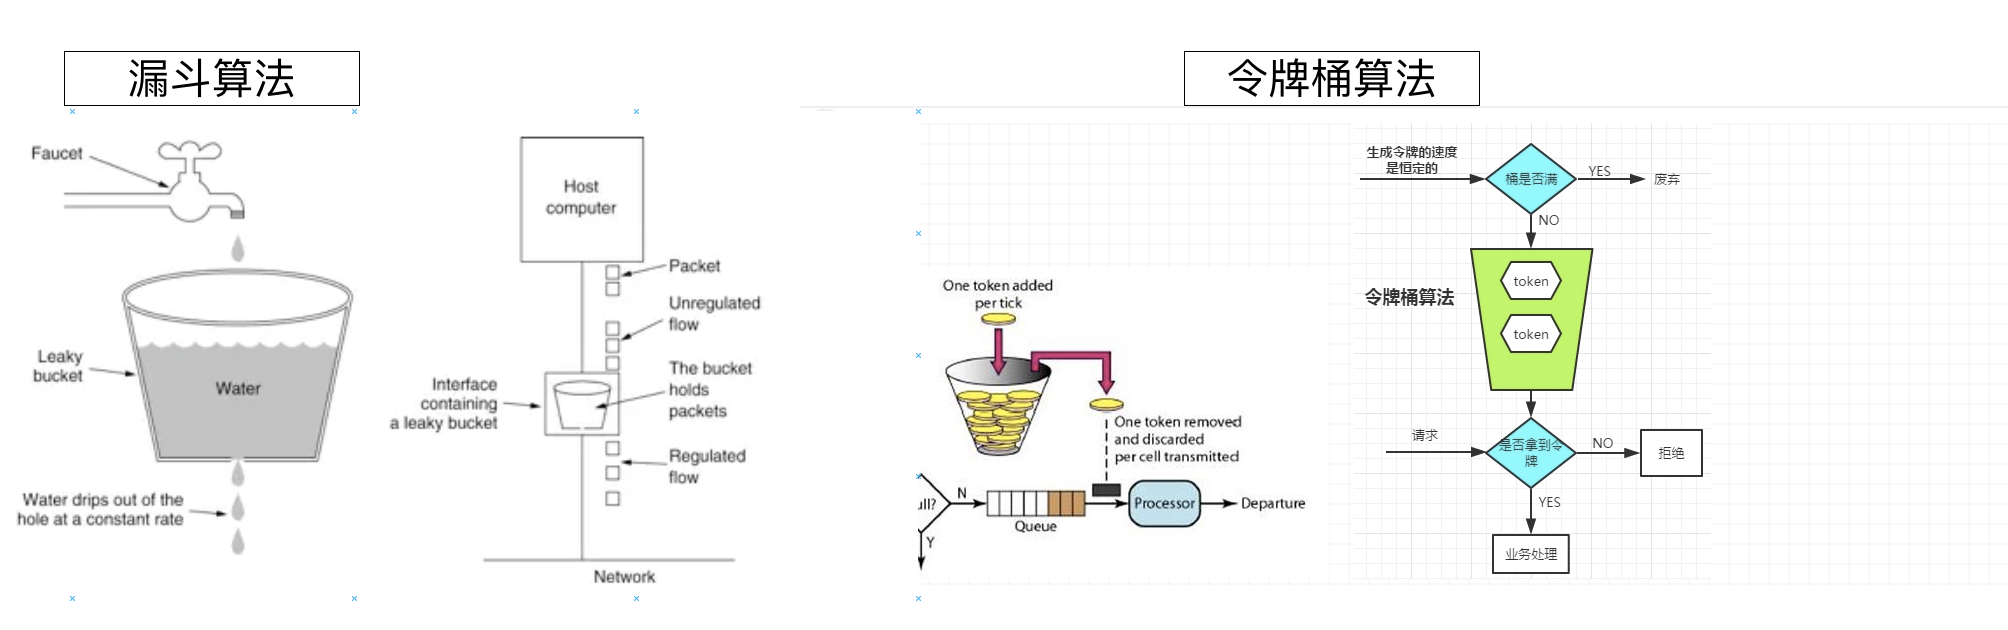 漏斗算法
Faucet
Leaky
bucket
Water
Water drips out of the
hole at a constant rate
Host
computer
Packet
Unregulated
flow
The bucket
holds
packets
Interface
containing
a leaky bucket
Regulated
flow
Network
令牌桶算法
One token added
per tick
One token removed
and discarded
per cell transmitted
ull?
N
Y
Queue
Processor
Departure
生成令牌的速度
是恒定的
桶是否满
YES
废弃
NO
令牌桶算法
token
token
请求
是否拿到令
牌
NO
拒绝
YES
业务处理